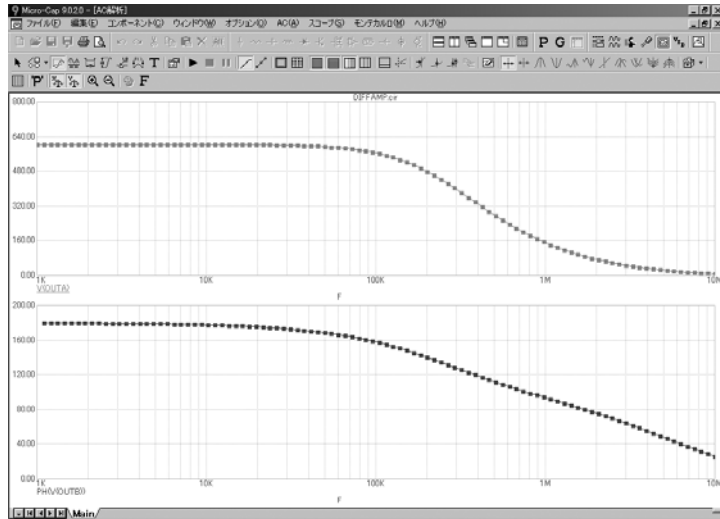 Micro-Cap 9.0.2.0 - [AC解析]
ファイル(F) 編集(E) コンポーネント(C) ウィンドウ(W) オプション(O) AC(A) スコープ(S) モンテカルロ(M) ヘルプ(H)
P G
T
P F
DIFFAMP.cir
800.00
640.00
480.00
320.00
160.00
0.00
1K 10K 100K 1M 10M
V(OUTA)
F
200.00
160.00
120.00
80.00
40.00
0.00
1K 10K 100K 1M 10M
PH(V(OUTB))
F
Main